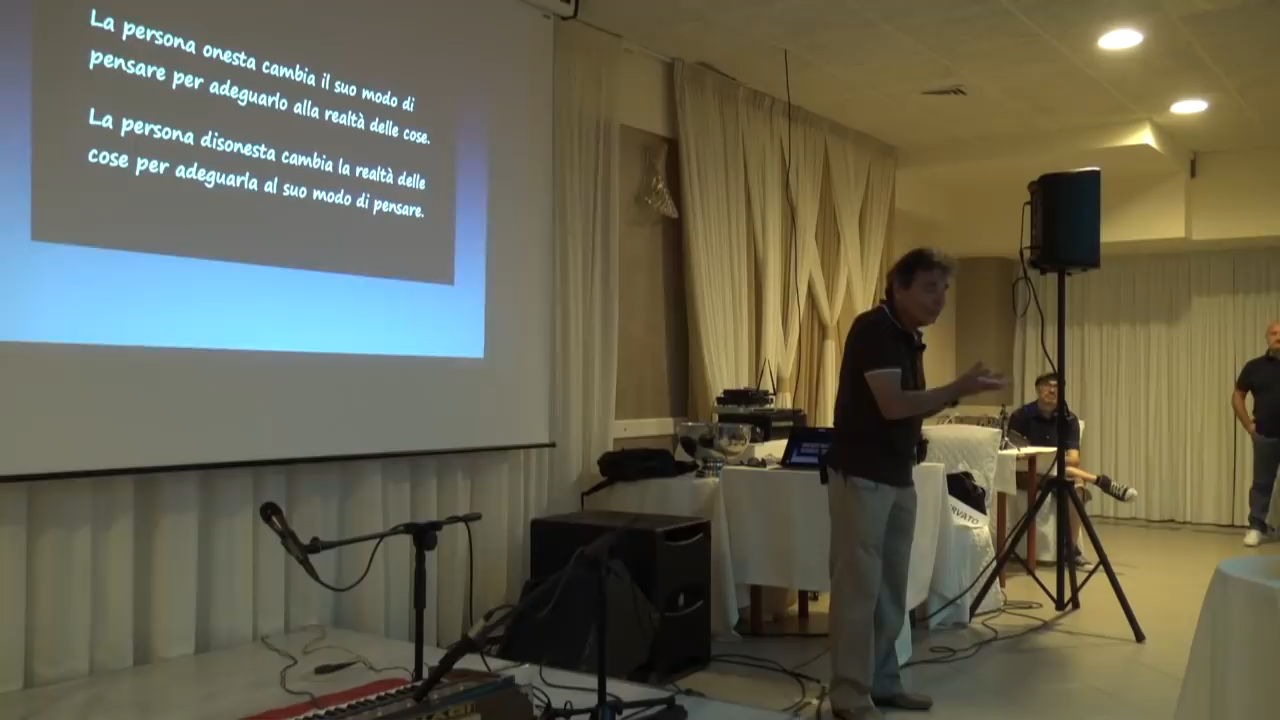 La persona onesta cambia il suo modo di
pensare per adeguarlo alla realtà delle cose.
La persona disonesta cambia la realtà delle
cose per adeguarla al suo modo di pensare.
RVATO